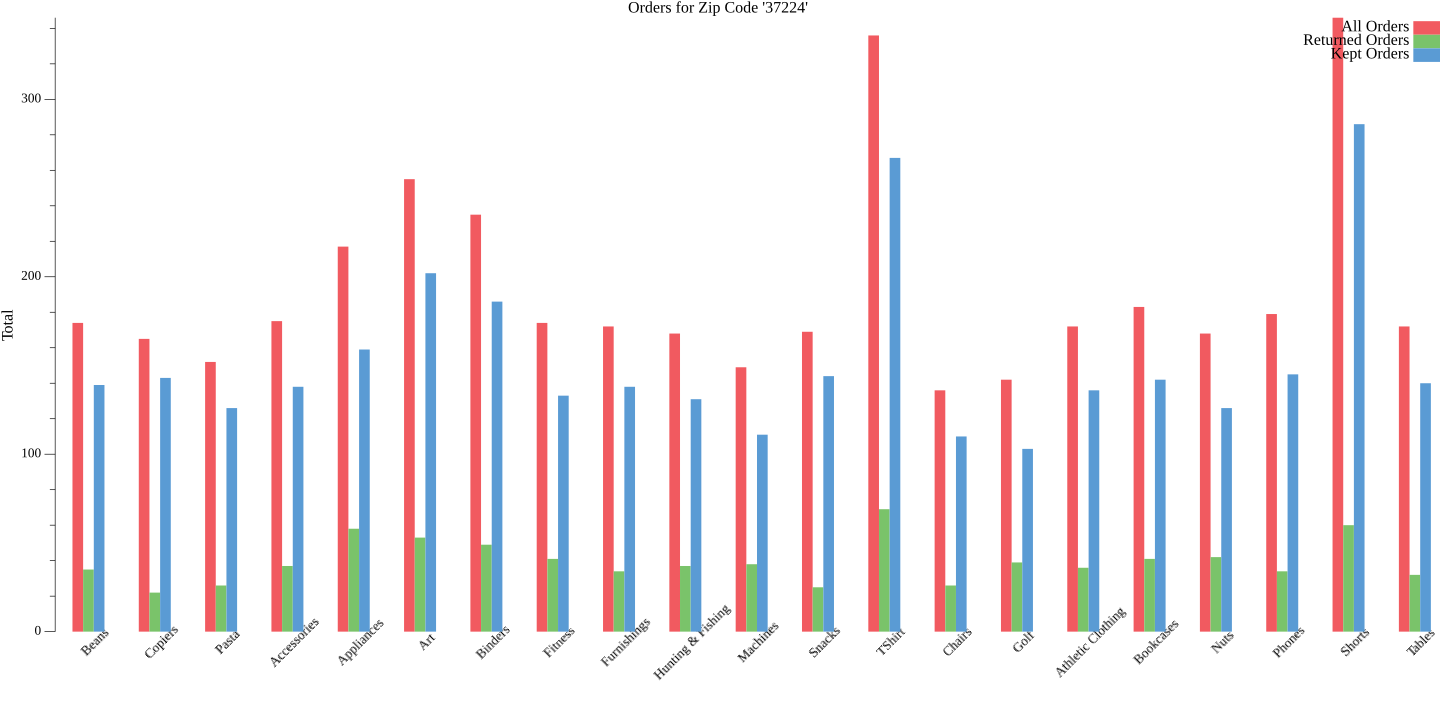 Orders for Zip Code '37224'
All Orders
Returned Orders
Kept Orders
300
200
100
0
Total
Beans
Copiers
Pasta
Accessories
Appliances
Art
Binders
Fitness
Furnishings
Hunting & Fishing
Machines
Snacks
TShirt
Chairs
Golf
Athletic Clothing
Bookcases
Nuts
Phones
Shorts
Tables